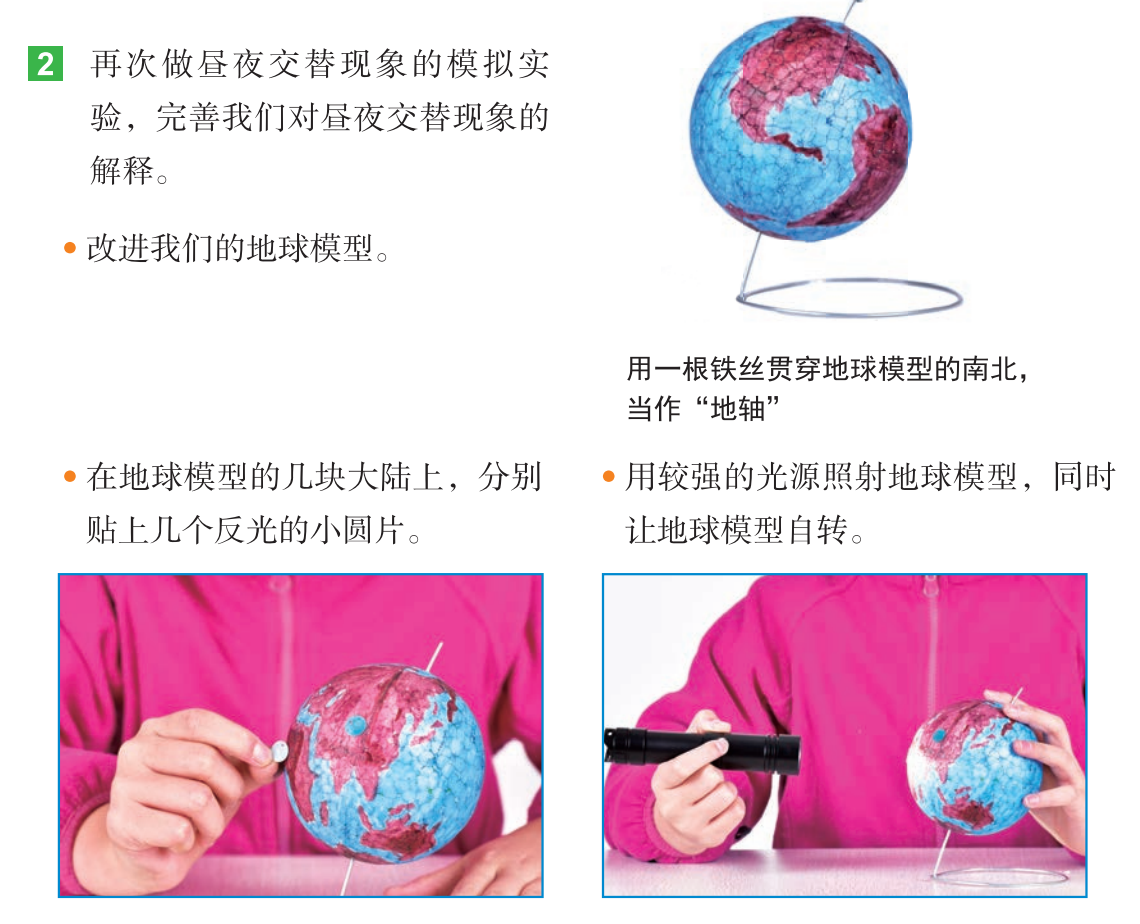 2 再次做昼夜交替现象的模拟实
验，完善我们对昼夜交替现象的
解释。
• 改进我们的地球模型。
用一根铁丝贯穿地球模型的南北，
当作“地轴”
• 在地球模型的几块大陆上，分别
贴上几个反光的小圆片。
• 用较强的光源照射地球模型，同时
让地球模型自转。